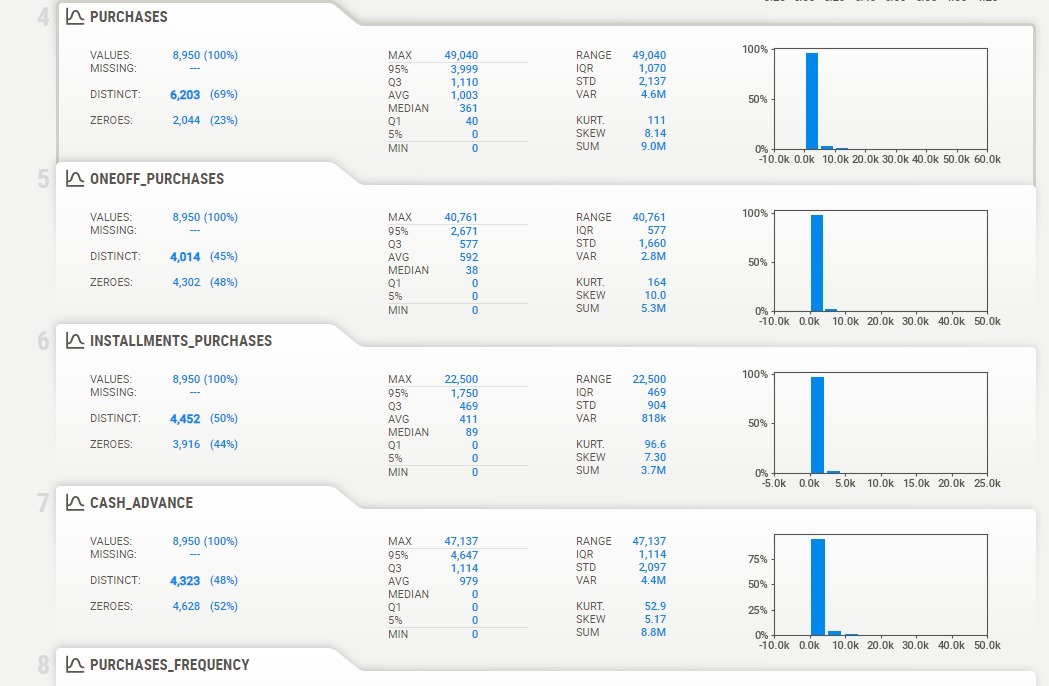 4 PURCHASES
VALUES: 8,950 (100%)
MISSING: ---
DISTINCT: 6,203 (69%)
ZEROES: 2,044 (23%)
MAX 49,040
95% 3,999
Q3 1,110
AVG 1,003
MEDIAN 361
Q1 40
5% 0
MIN 0
RANGE 49,040
IQR 1,070
STD 2,137
VAR 4.6M
KURT. 111
SKEW 8.14
SUM 9.0M
100%
50%
0%
-10.0k 0.0k 10.0k 20.0k 30.0k 40.0k 50.0k 60.0k
5 ONEOFF_PURCHASES
VALUES: 8,950 (100%)
MISSING: ---
DISTINCT: 4,014 (45%)
ZEROES: 4,302 (48%)
MAX 40,761
95% 2,671
Q3 577
AVG 592
MEDIAN 38
Q1 0
5% 0
MIN 0
RANGE 40,761
IQR 577
STD 1,660
VAR 2.8M
KURT. 164
SKEW 10.0
SUM 5.3M
100%
50%
0%
-10.0k 0.0k 10.0k 20.0k 30.0k 40.0k 50.0k
6 INSTALLMENTS_PURCHASES
VALUES: 8,950 (100%)
MISSING: ---
DISTINCT: 4,452 (50%)
ZEROES: 3,916 (44%)
MAX 22,500
95% 1,750
Q3 469
AVG 411
MEDIAN 89
Q1 0
5% 0
MIN 0
RANGE 22,500
IQR 469
STD 904
VAR 818k
KURT. 96.6
SKEW 7.30
SUM 3.7M
100%
50%
0%
-5.0k 0.0k 5.0k 10.0k 15.0k 20.0k 25.0k
7 CASH_ADVANCE
VALUES: 8,950 (100%)
MISSING: ---
DISTINCT: 4,323 (48%)
ZEROES: 4,628 (52%)
MAX 47,137
95% 4,647
Q3 1,114
AVG 979
MEDIAN 0
Q1 0
5% 0
MIN 0
RANGE 47,137
IQR 1,114
STD 2,097
VAR 4.4M
KURT. 52.9
SKEW 5.17
SUM 8.8M
75%
50%
25%
0%
-10.0k 0.0k 10.0k 20.0k 30.0k 40.0k 50.0k
8 PURCHASES_FREQUENCY